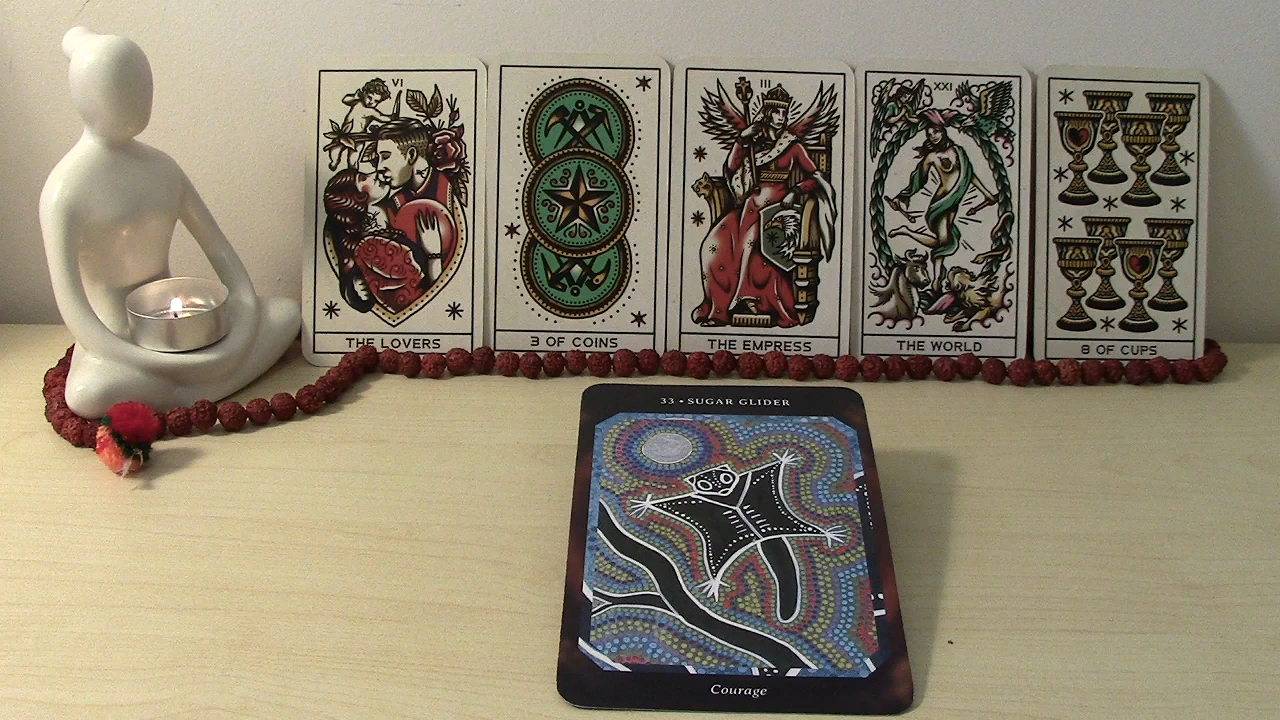 VI
THE LOVERS
3 OF COINS
III
THE EMPRESS
XXI
THE WORLD
8 OF CUPS
33 • SUGAR GLIDER
Courage